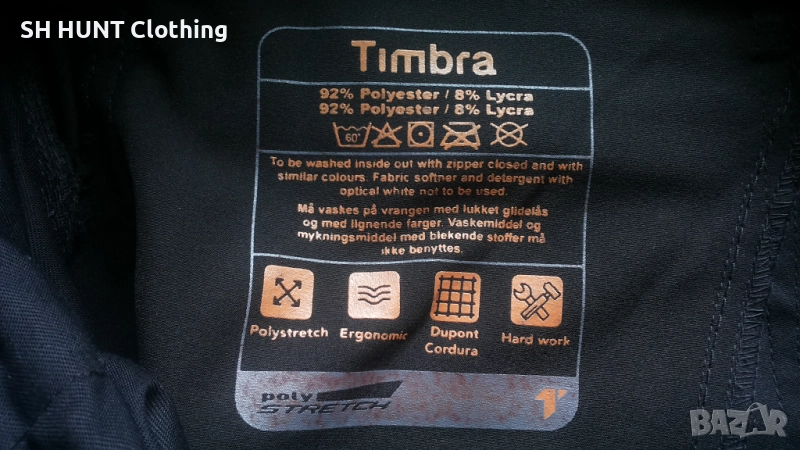 SH HUNT Clothing
Timbra
92% Polyester / 8% Lycra
92% Polyester / 8% Lycra
60°
To be washed inside out with zipper closed and with
similar colours. Fabric softner and detergent with
optical white not to be used.
Må vaskes på vrangen med lukket glidelås
og med lignende farger. Vaskemiddel og
mykningsmiddel med blekende stoffer må
ikke benyttes.
Polystretch Ergonomic Dupont Cordura Hard work
poly
STRETCH
BAZAR